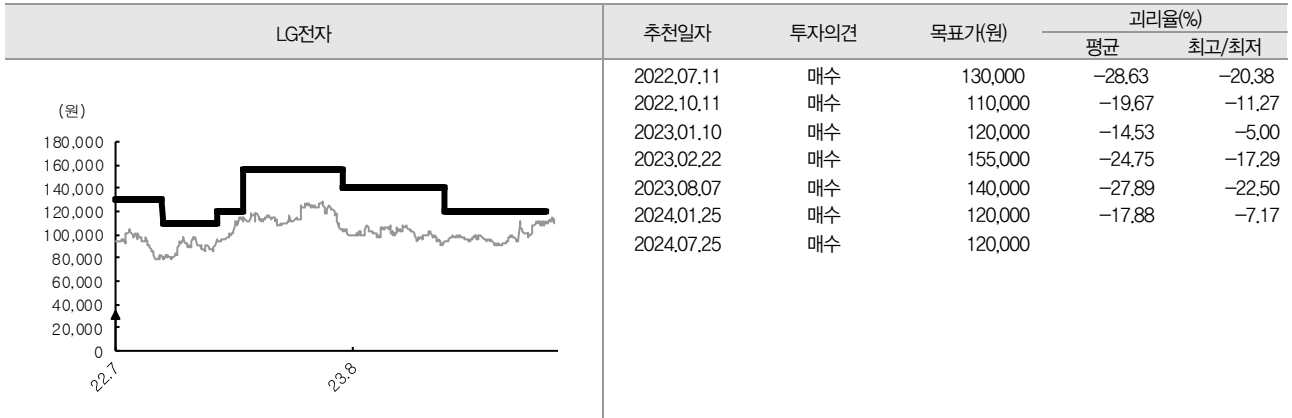 LG전자
추천일자 투자의견 목표가(원) 괴리율(%)
평균 최고/최저
2022.07.11 매수 130,000 -28.63 -20.38
2022.10.11 매수 110,000 -19.67 -11.27
2023.01.10 매수 120,000 -14.53 -5.00
2023.02.22 매수 155,000 -24.75 -17.29
2023.08.07 매수 140,000 -27.89 -22.50
2024.01.25 매수 120,000 -17.88 -7.17
2024.07.25 매수 120,000
(원)
180,000
160,000
140,000
120,000
100,000
80,000
60,000
40,000
20,000
0
22.7
23.8